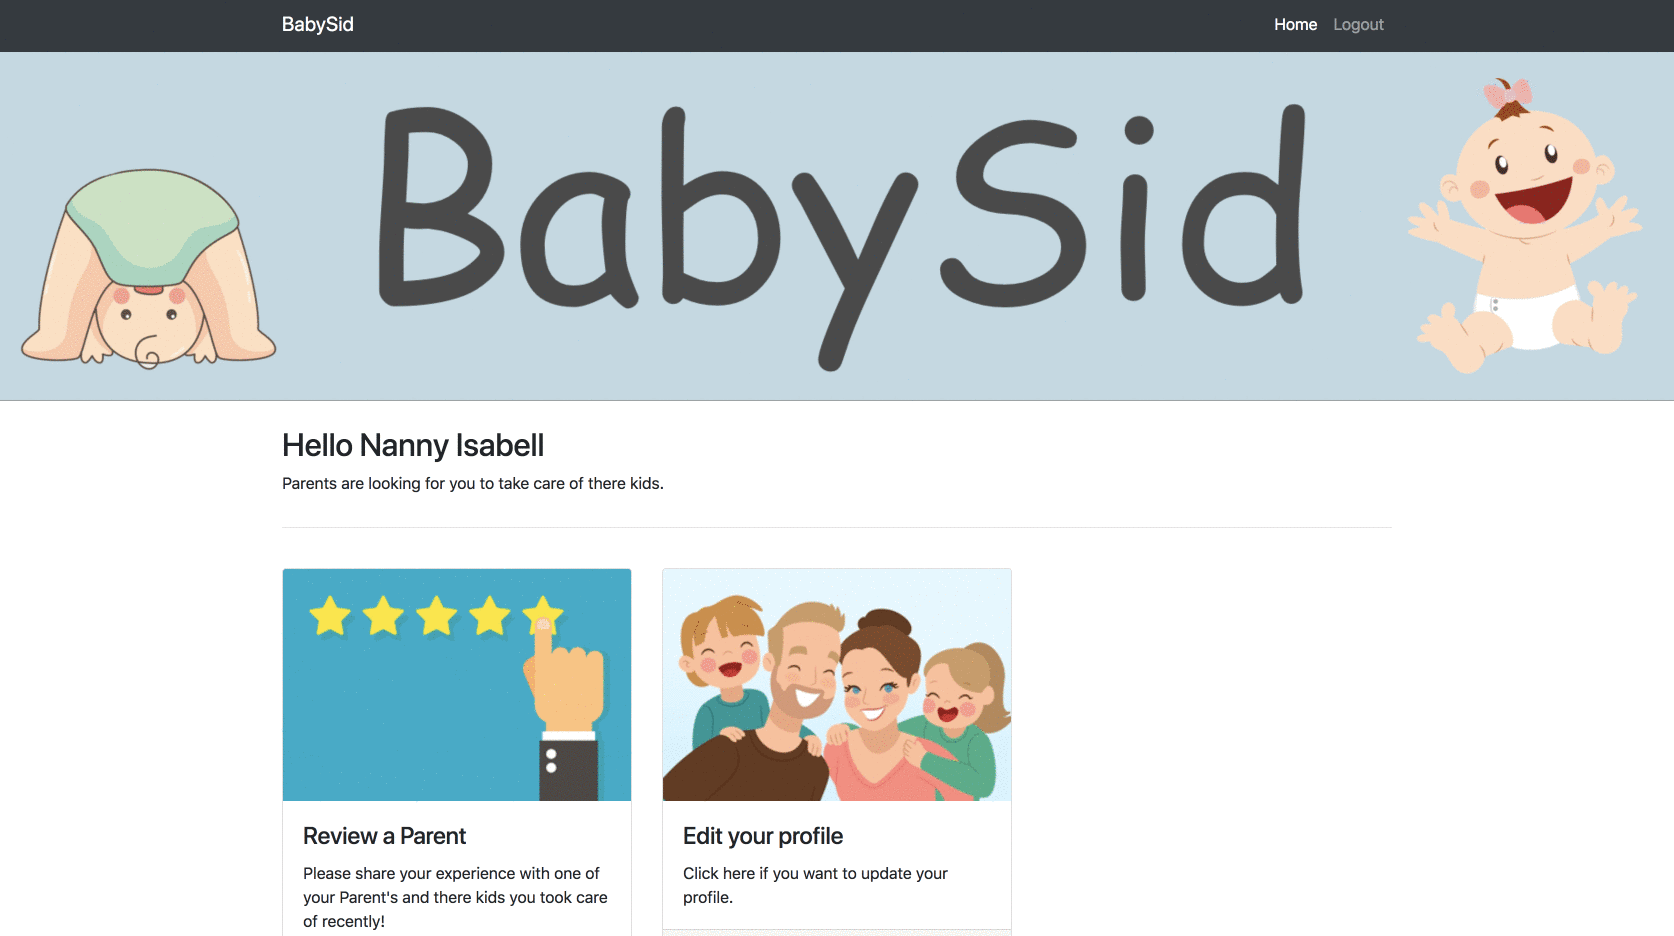 BabySid
Home Logout
BabySid
Hello Nanny Isabell
Parents are looking for you to take care of there kids.
Review a Parent
Please share your experience with one of
your Parent's and there kids you took care
of recently!
Edit your profile
Click here if you want to update your
profile.